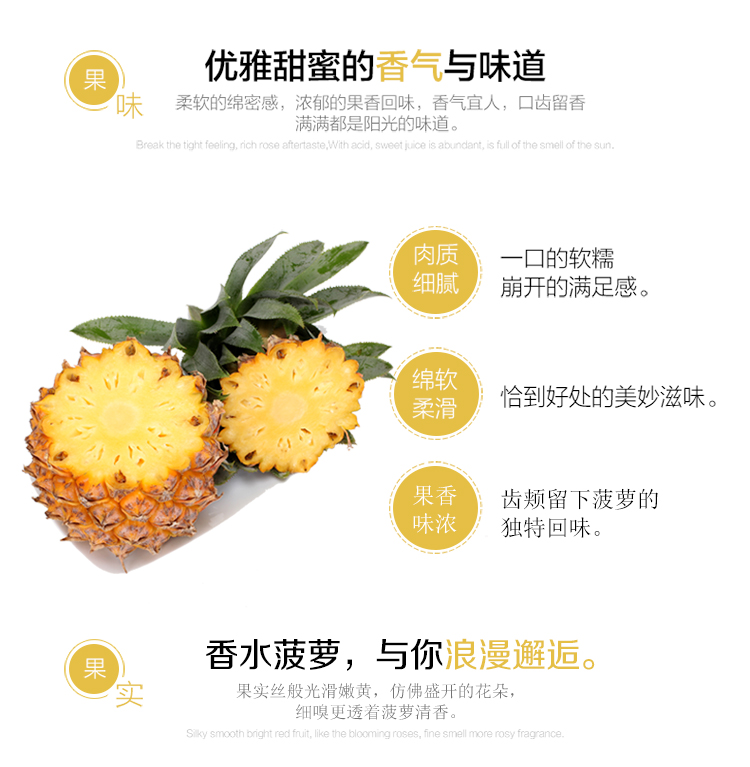 果味
优雅甜蜜的香气与味道
柔软的绵密感，浓郁的果香回味，香气宜人，口齿留香
满满都是阳光的味道。
Break the tight feeling, rich rose aftertaste,With acid, sweet juice is abundant, is full of the smell of the sun.
肉质
细腻
一口的软糯
崩开的满足感。
绵软
柔滑
恰到好处的美妙滋味。
果香
味浓
齿颊留下菠萝的
独特回味。
果实
香水菠萝，与你浪漫邂逅。
果实丝般光滑嫩黄，仿佛盛开的花朵，
细嗅更透着菠萝清香。
Silky smooth bright red fruit, like the blooming roses, fine smell more rosy fragrance.